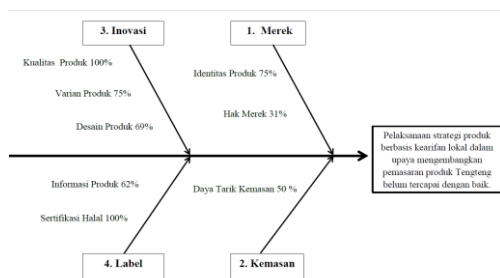 3. Inovasi
1. Merek
Kualitas Produk 100%
Identitas Produk 75%
Varian Produk 75%
Hak Merek 31%
Desain Produk 69%
Pelaksanaan strategi produk
berbasis kearifan lokal dalam
upaya mengembangkan
pemasaran produk Tengteng
belum tercapai dengan baik.
Informasi Produk 62%
Daya Tarik Kemasan 50 %
Sertifikasi Halal 100%
4. Label
2. Kemasan